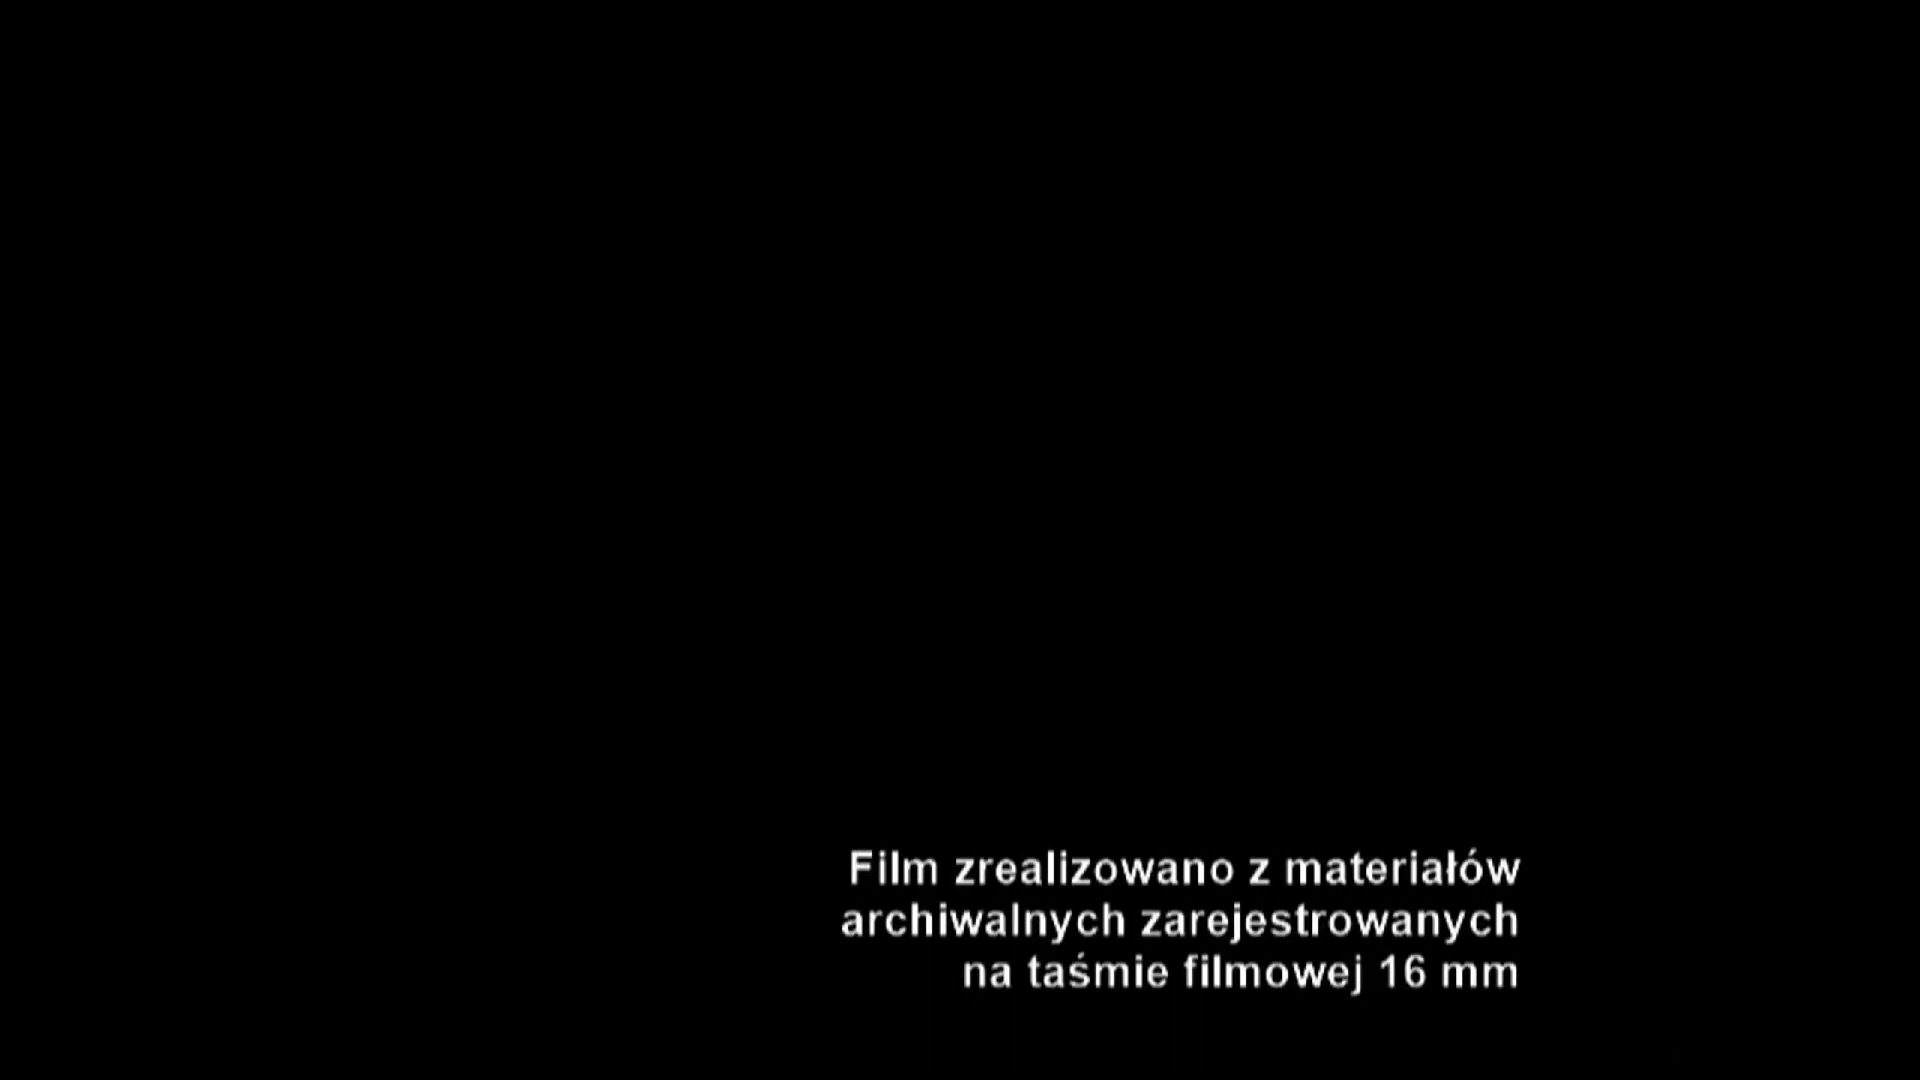 Film zrealizowano z materiałów
archiwalnych zarejestrowanych
na taśmie filmowej 16 mm